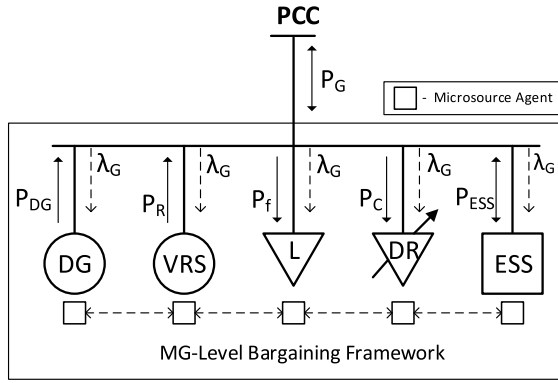 PCC
P_G
- Microsource Agent
λ_G λ_G λ_G λ_G λ_G
P_DG P_R P_f P_C P_ESS
DG VRS L DR ESS
MG-Level Bargaining Framework